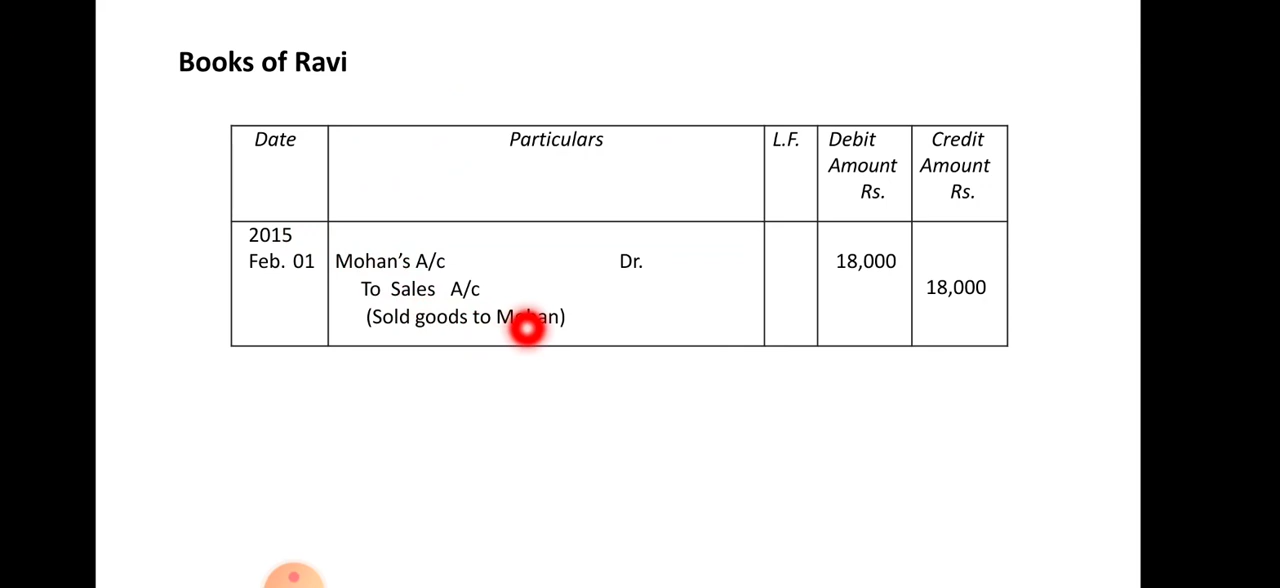 Books of Ravi
Date Particulars L.F. Debit Amount Rs. Credit Amount Rs.
2015
Feb. 01 Mohan's A/c Dr. 18,000
To Sales A/c 18,000
(Sold goods to Mohan)